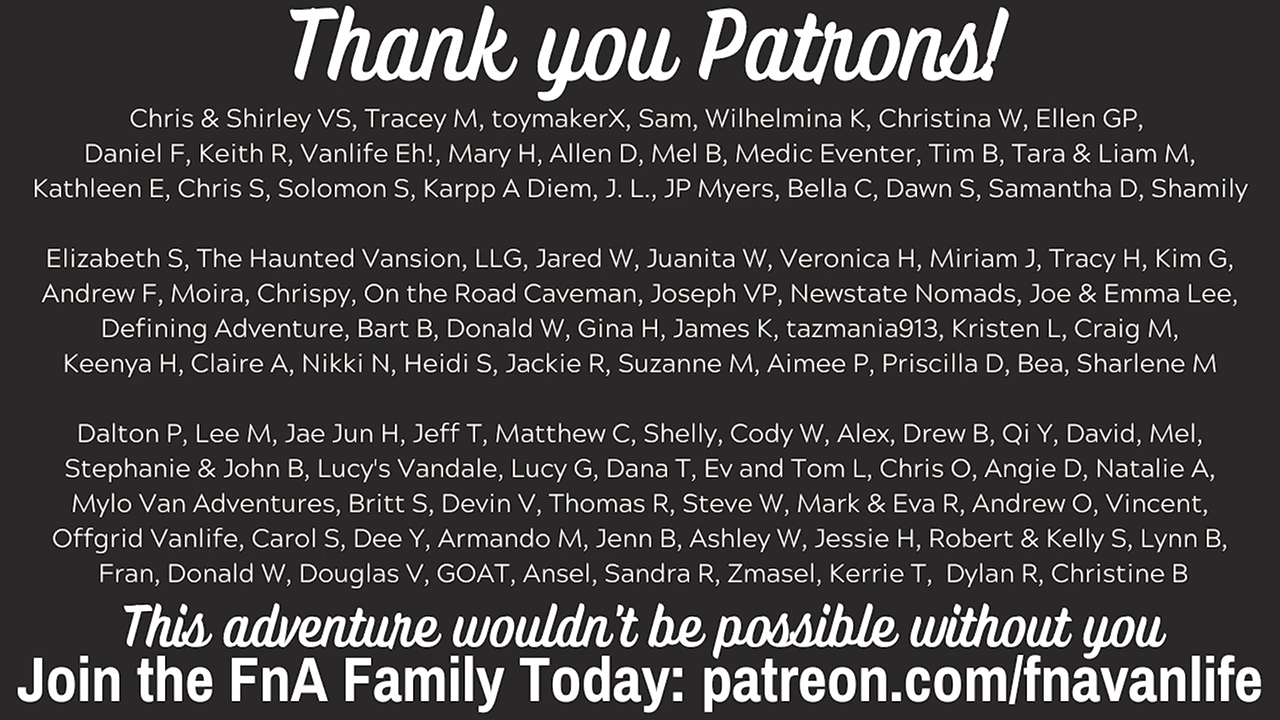 Thank you Patrons!
Chris & Shirley VS, Tracey M, toymakerX, Sam, Wilhelmina K, Christina W, Ellen GP,
Daniel F, Keith R, Vanlife Eh!, Mary H, Allen D, Mel B, Medic Eventer, Tim B, Tara & Liam M,
Kathleen E, Chris S, Solomon S, Karpp A Diem, J. L., JP Myers, Bella C, Dawn S, Samantha D, Shamily
Elizabeth S, The Haunted Vansion, LLG, Jared W, Juanita W, Veronica H, Miriam J, Tracy H, Kim G,
Andrew F, Moira, Chrispy, On the Road Caveman, Joseph VP, Newstate Nomads, Joe & Emma Lee,
Defining Adventure, Bart B, Donald W, Gina H, James K, tazmania913, Kristen L, Craig M,
Keenya H, Claire A, Nikki N, Heidi S, Jackie R, Suzanne M, Aimee P, Priscilla D, Bea, Sharlene M
Dalton P, Lee M, Jae Jun H, Jeff T, Matthew C, Shelly, Cody W, Alex, Drew B, Qi Y, David, Mel,
Stephanie & John B, Lucy's Vandale, Lucy G, Dana T, Ev and Tom L, Chris O, Angie D, Natalie A,
Mylo Van Adventures, Britt S, Devin V, Thomas R, Steve W, Mark & Eva R, Andrew O, Vincent,
Offgrid Vanlife, Carol S, Dee Y, Armando M, Jenn B, Ashley W, Jessie H, Robert & Kelly S, Lynn B,
Fran, Donald W, Douglas V, GOAT, Ansel, Sandra R, Zmasel, Kerrie T, Dylan R, Christine B
This adventure wouldn't be possible without you
Join the FnA Family Today: patreon.com/fnavanlife